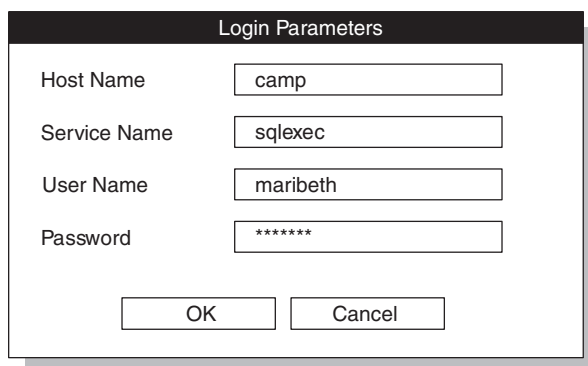 Login Parameters
Host Name camp
Service Name sqlexec
User Name maribeth
Password *******
OK Cancel